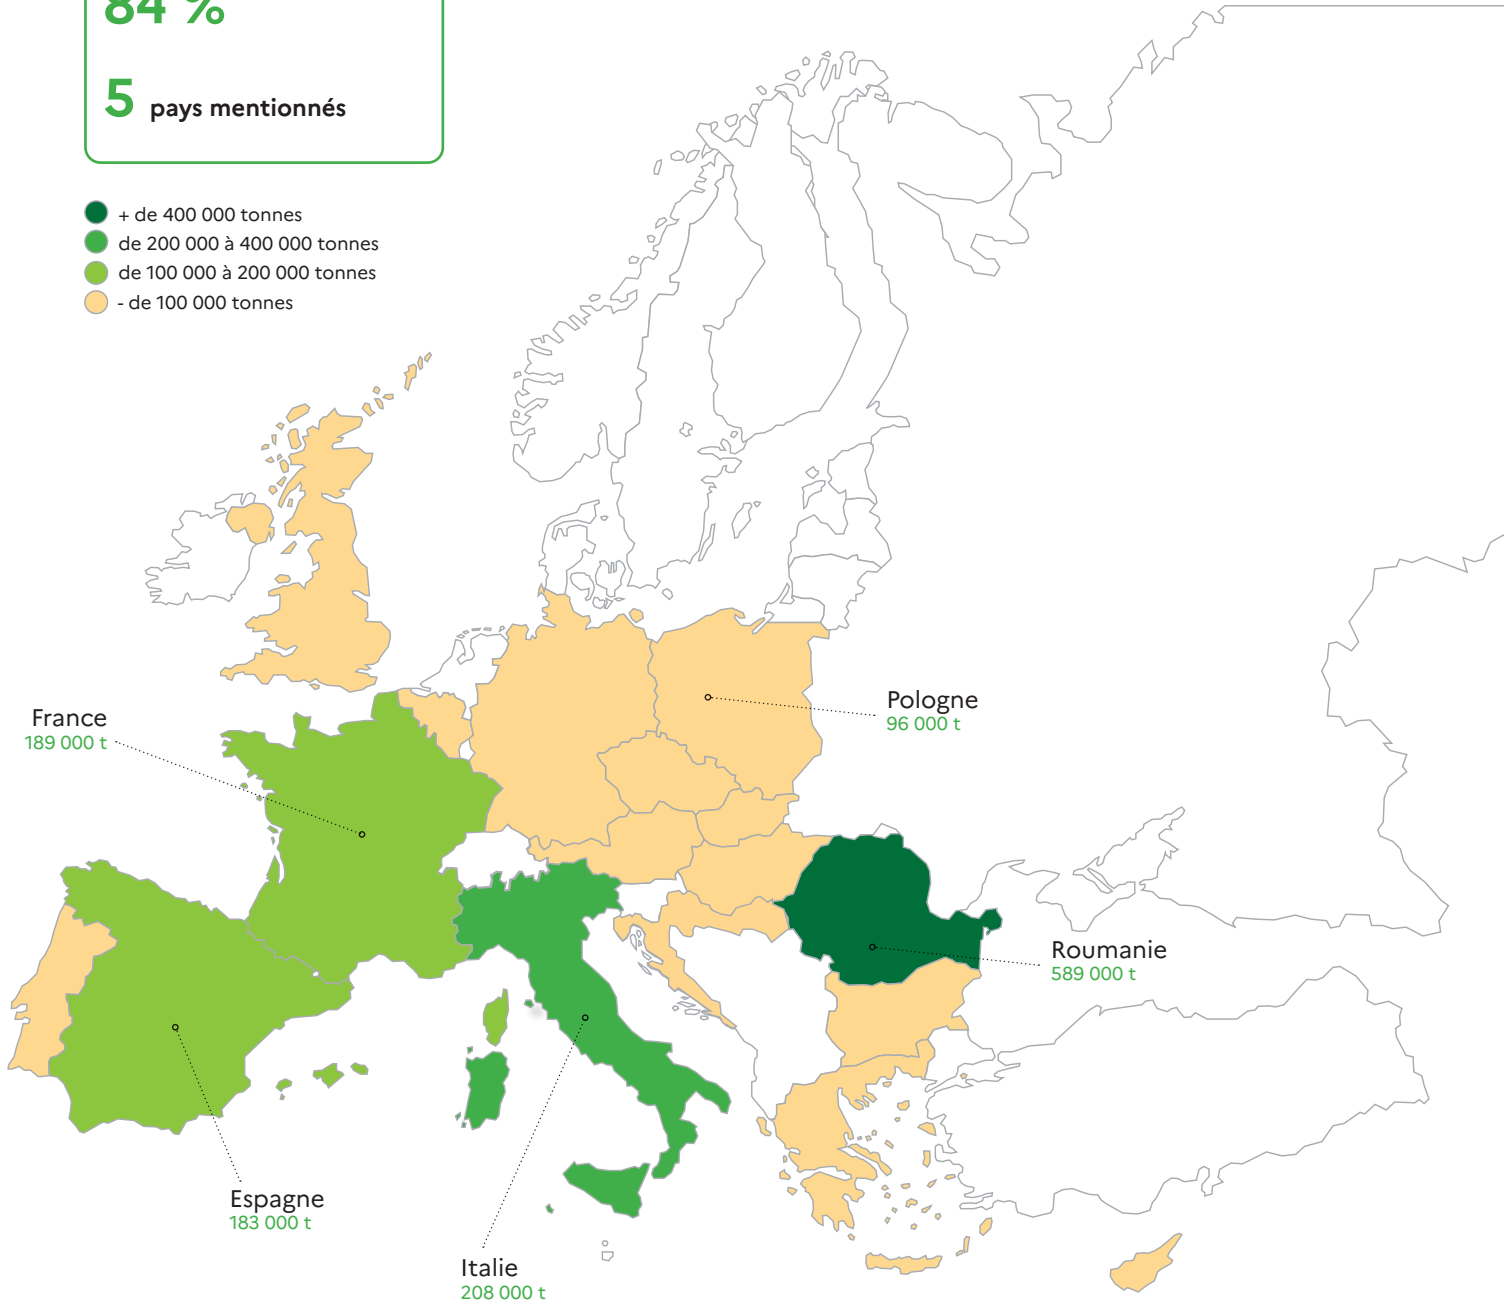 84 %
5 pays mentionnés
+ de 400 000 tonnes
de 200 000 à 400 000 tonnes
de 100 000 à 200 000 tonnes
- de 100 000 tonnes
Pologne
96 000 t
France
189 000 t
Roumanie
589 000 t
Espagne
183 000 t
Italie
208 000 t